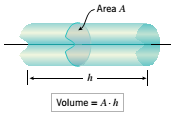 Area A
h
Volume = A · h